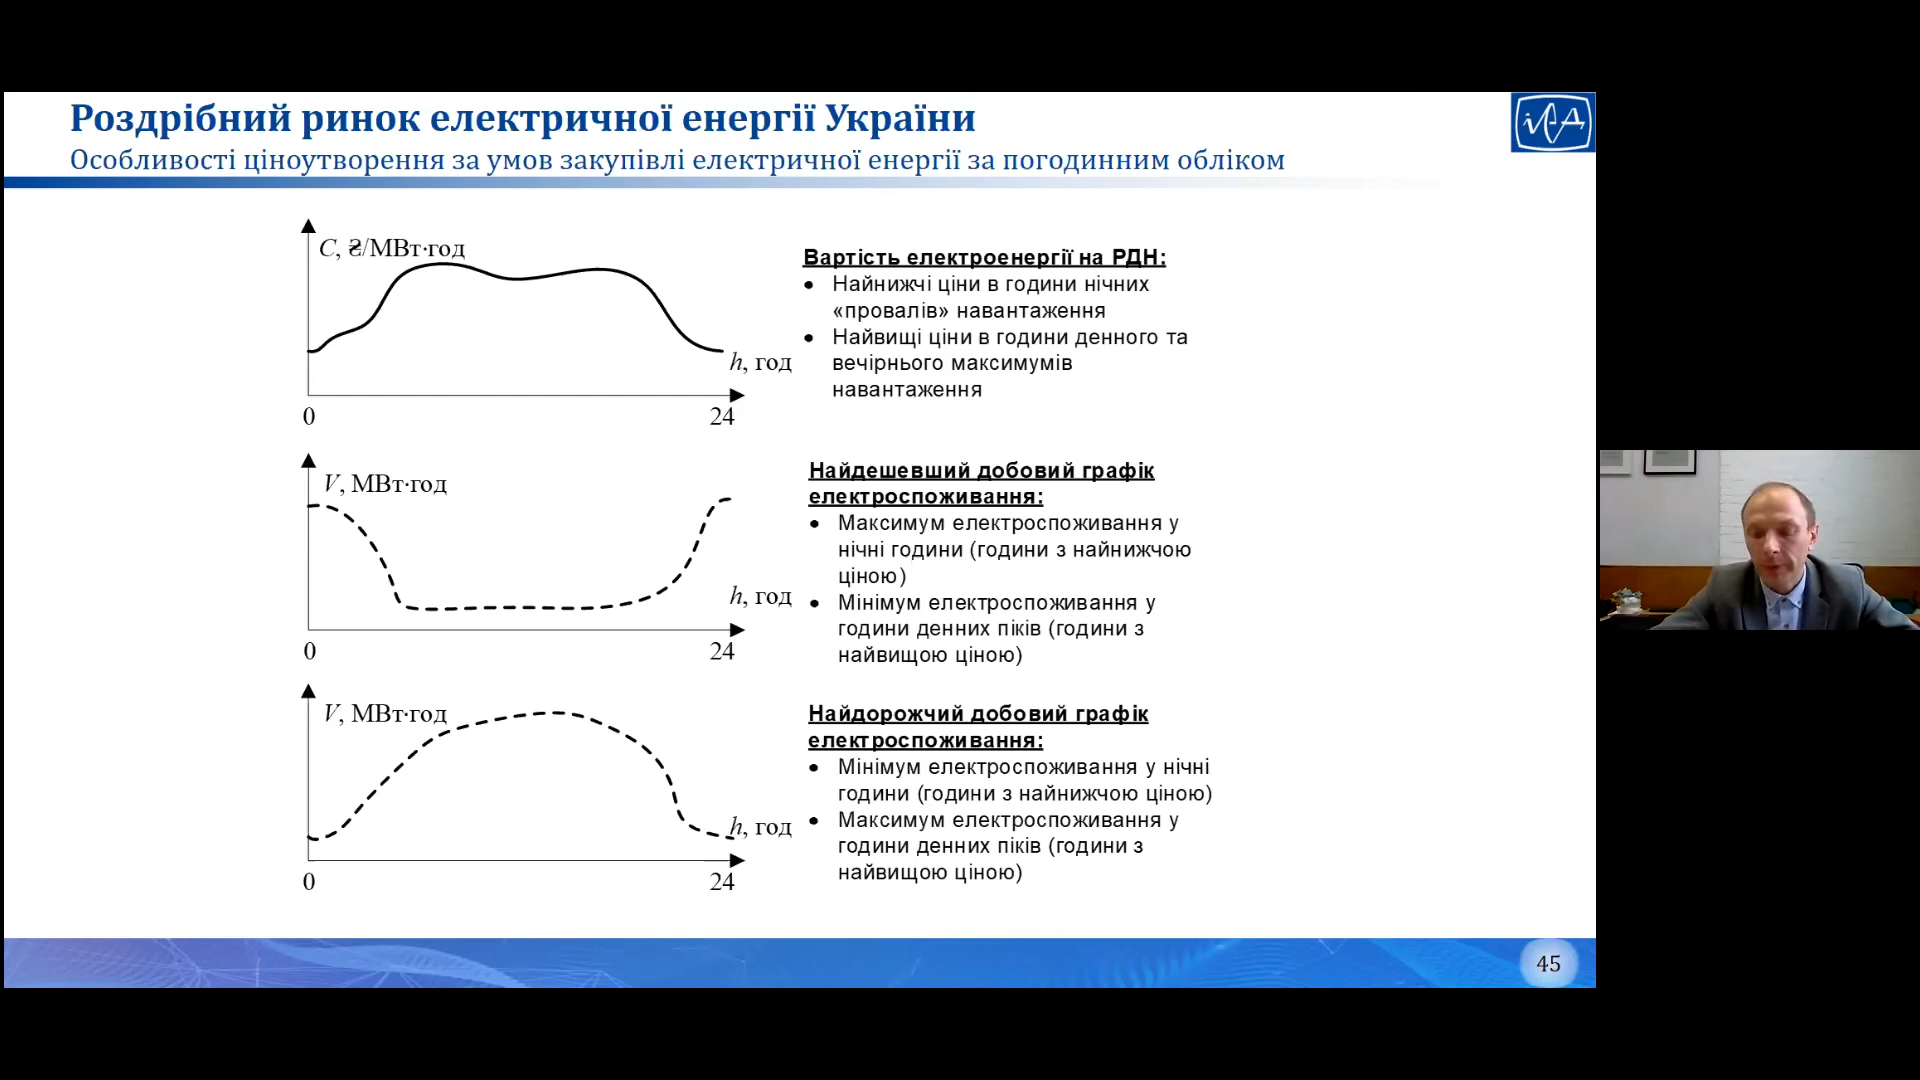 Роздрібний ринок електричної енергії України
Особливості ціноутворення за умов закупівлі електричної енергії за погодинним обліком
ІЕД
C, ₴/МВт·год
h, год
0
24
Вартість електроенергії на РДН:
• Найнижчі ціни в години нічних
«провалів» навантаження
• Найвищі ціни в години денного та
вечірнього максимумів
навантаження
V, МВт·год
h, год
0
24
Найдешевший добовий графік
електроспоживання:
• Максимум електроспоживання у
нічні години (години з найнижчою
ціною)
• Мінімум електроспоживання у
години денних піків (години з
найвищою ціною)
V, МВт·год
h, год
0
24
Найдорожчий добовий графік
електроспоживання:
• Мінімум електроспоживання у нічні
години (години з найнижчою ціною)
• Максимум електроспоживання у
години денних піків (години з
найвищою ціною)
45